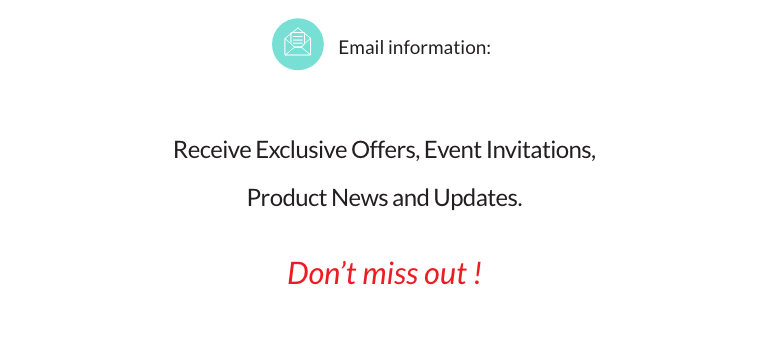 Email information:
Receive Exclusive Offers, Event Invitations,
Product News and Updates.
Don't miss out !